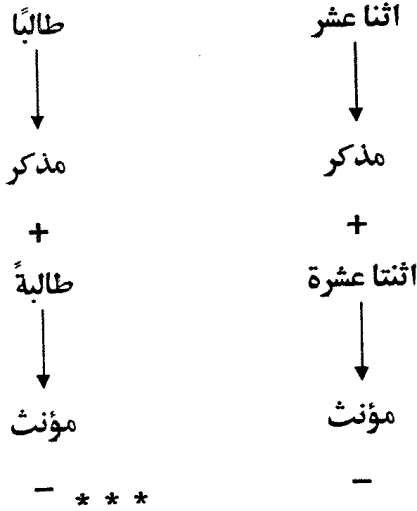 اثنا عشر طالبًا
مذكر مذكر
+ +
اثنتا عشرة طالبةً
مؤنث مؤنث
– –
* * *